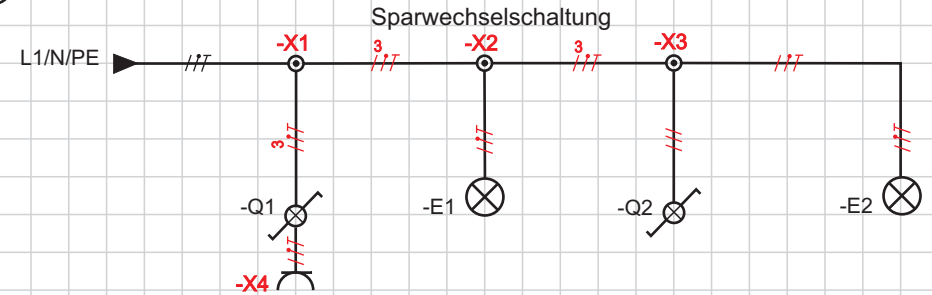 Sparwechselschaltung
L1/N/PE
-X1
3
-X2
3
-X3
3
-Q1
-E1
-Q2
-E2
-X4